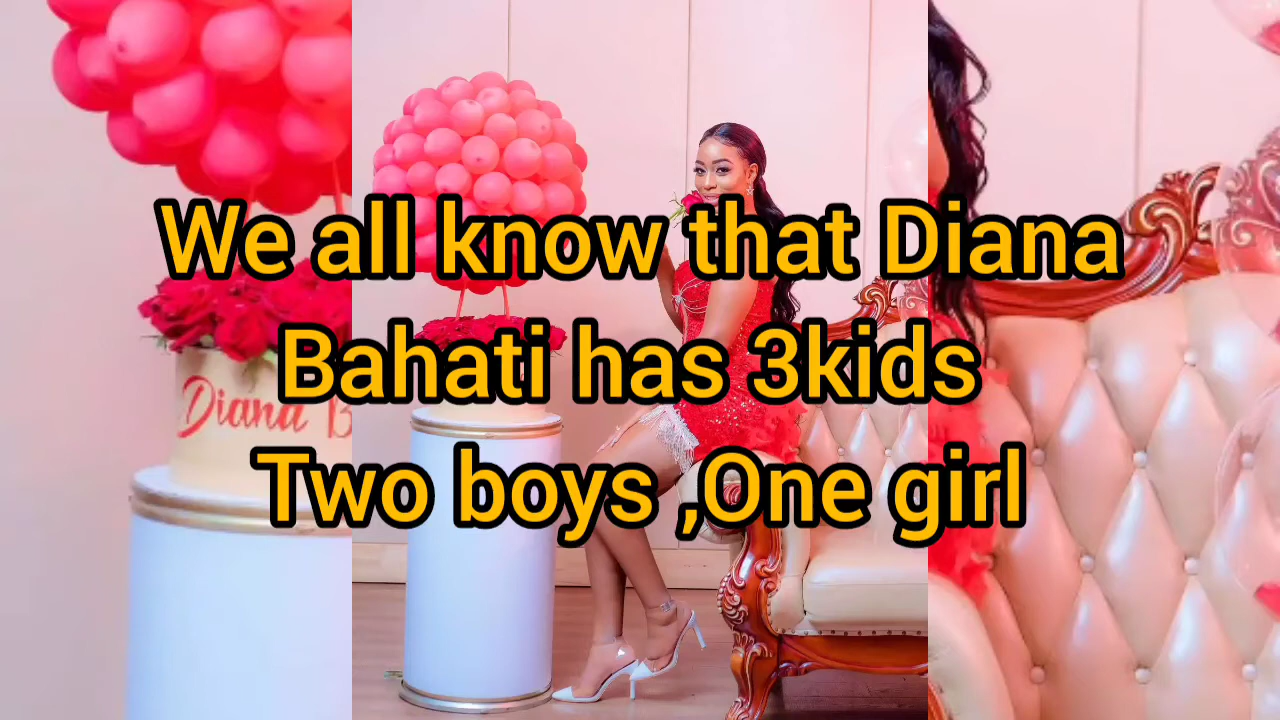 We all know that Diana
Bahati has 3kids
Two boys ,One girl
Diana B